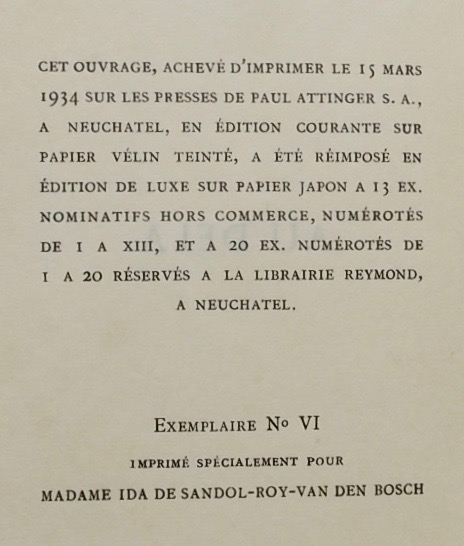 CET OUVRAGE, ACHEVÉ D'IMPRIMER LE 15 MARS
1934 SUR LES PRESSES DE PAUL ATTINGER S. A.,
A NEUCHATEL, EN ÉDITION COURANTE SUR
PAPIER VÉLIN TEINTÉ, A ÉTÉ RÉIMPOSÉ EN
ÉDITION DE LUXE SUR PAPIER JAPON A 13 EX.
NOMINATIFS HORS COMMERCE, NUMÉROTÉS
DE I A XIII, ET A 20 EX. NUMÉROTÉS DE
1 A 20 RÉSERVÉS A LA LIBRAIRIE REYMOND,
A NEUCHATEL.
EXEMPLAIRE No VI
IMPRIMÉ SPÉCIALEMENT POUR
MADAME IDA DE SANDOL-ROY-VAN DEN BOSCH